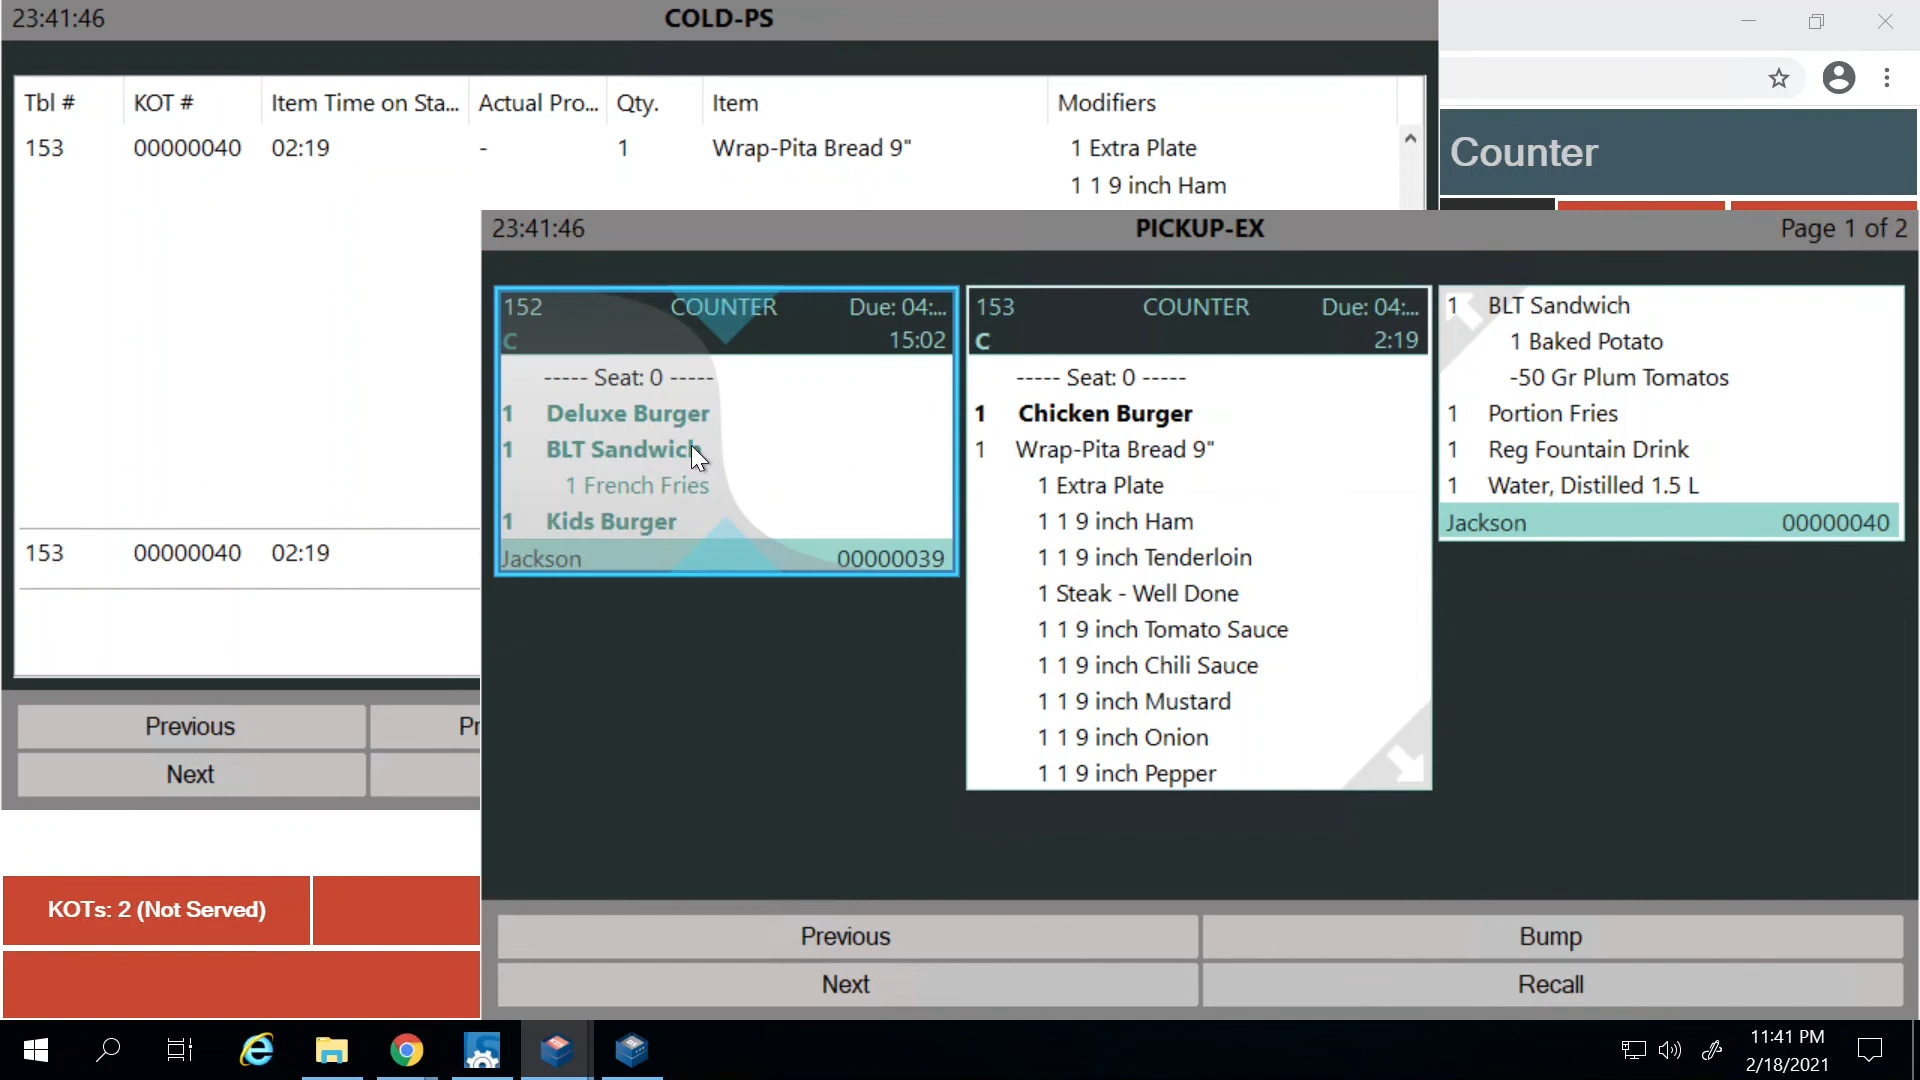 23:41:46 COLD-PS
Tbl # KOT # Item Time on Sta... Actual Pro... Qty. Item Modifiers
153 00000040 02:19 - 1 Wrap-Pita Bread 9" 1 Extra Plate
1 1 9 inch Ham
Counter
23:41:46 PICKUP-EX Page 1 of 2
152 COUNTER Due: 04:...
C 15:02
----- Seat: 0 -----
1 Deluxe Burger
1 BLT Sandwich
1 French Fries
1 Kids Burger
Jackson 00000039
153 COUNTER Due: 04:...
C 2:19
----- Seat: 0 -----
1 Chicken Burger
1 Wrap-Pita Bread 9"
1 Extra Plate
1 1 9 inch Ham
1 1 9 inch Tenderloin
1 Steak - Well Done
1 1 9 inch Tomato Sauce
1 1 9 inch Chili Sauce
1 1 9 inch Mustard
1 1 9 inch Onion
1 1 9 inch Pepper
1 BLT Sandwich
1 Baked Potato
-50 Gr Plum Tomatos
1 Portion Fries
1 Reg Fountain Drink
1 Water, Distilled 1.5 L
Jackson 00000040
153 00000040 02:19
Previous Pr
Next
KOTs: 2 (Not Served)
Previous Bump
Next Recall
11:41 PM
2/18/2021